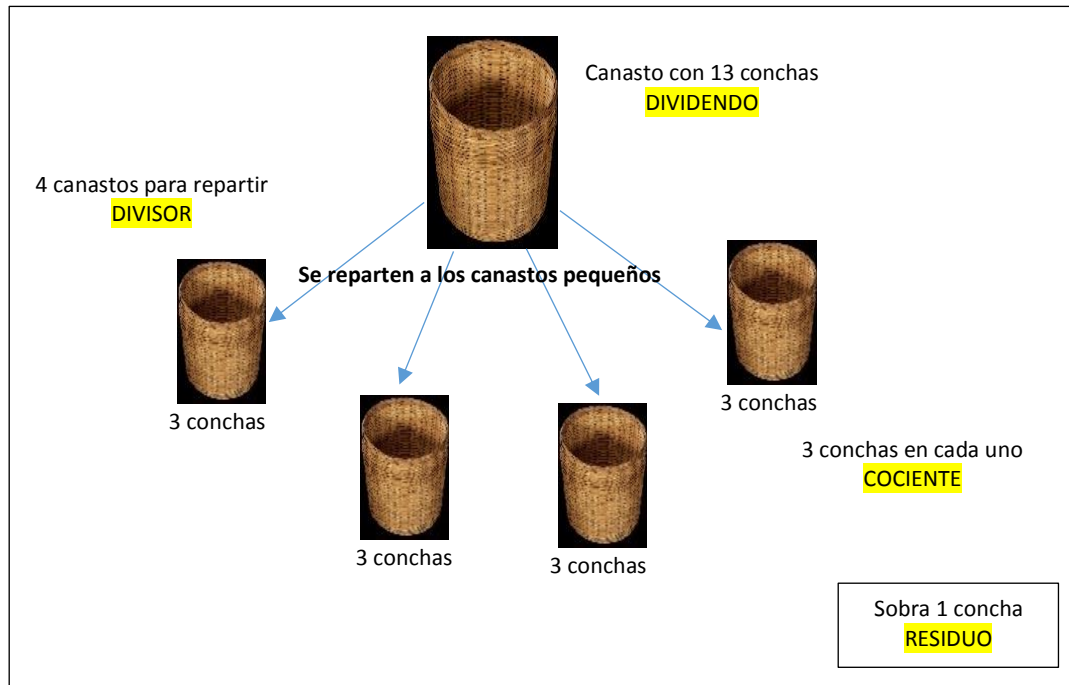 Canasto con 13 conchas
DIVIDENDO
4 canastos para repartir
DIVISOR
Se reparten a los canastos pequeños
3 conchas
3 conchas
3 conchas
3 conchas
3 conchas en cada uno
COCIENTE
Sobra 1 concha
RESIDUO